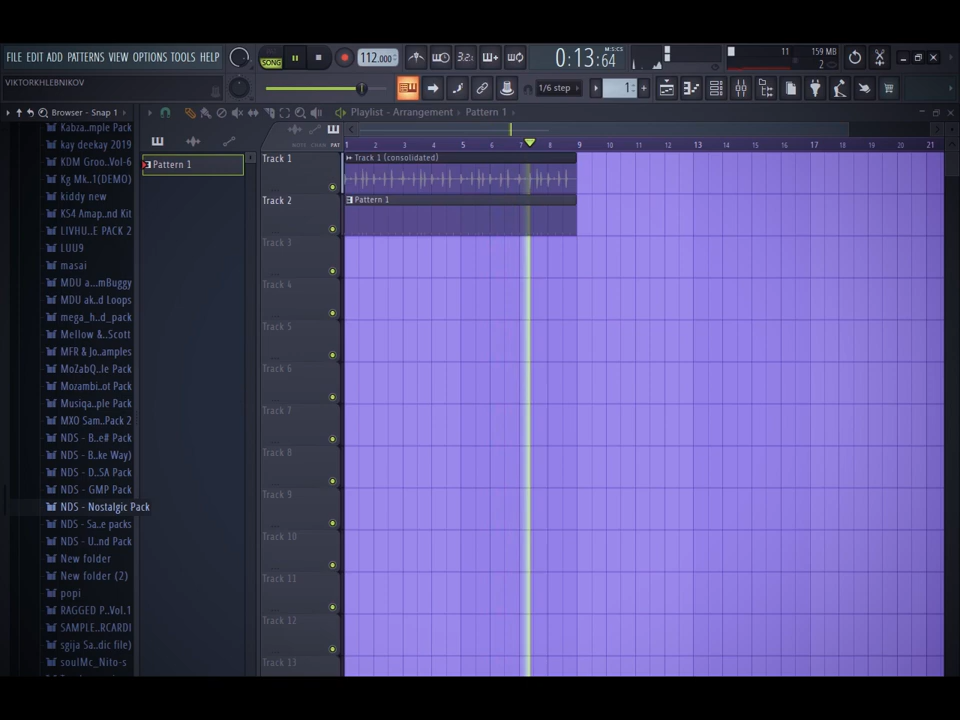 FILE EDIT ADD PATTERNS VIEW OPTIONS TOOLS HELP
SONG
112.000
3.2:
0:13:64
M:S:CS
11
159 MB
2
VIKTORKHLEBNIKOV
1/6 step
1
Browser - Snap 1
Playlist - Arrangement
Pattern 1
NOTE CHAN PAT
1 2 3 4 5 6 7 8 9 10 11 12 13 14 15 16 17 18 19 20 21
Kabza...mple Pack
kay deekay 2019
KDM Groo..Vol-6
Kg Mk..1(DEMO)
kiddy new
KS4 Amap..nd Kit
LIVHU..E PACK 2
LUU9
masai
MDU a...mBuggy
MDU ak..d Loops
mega_h..d_pack
Mellow &..Scott
MFR & Jo..amples
MoZabQ..le Pack
Mozambi..ot Pack
Musiqa..ple Pack
MXO Sam..Pack 2
NDS - B..e# Pack
NDS - B..ke Way)
NDS - D..SA Pack
NDS - GMP Pack
NDS - Nostalgic Pack
NDS - Sa..e packs
NDS - U..nd Pack
New folder
New folder (2)
popi
RAGGED P..Vol.1
SAMPLE..RCARDI
sgija Sa..dic file)
soulMc_Nito-s
Pattern 1
Track 1
Track 2
Track 3
Track 4
Track 5
Track 6
Track 7
Track 8
Track 9
Track 10
Track 11
Track 12
Track 13
Track 1 (consolidated)
Pattern 1